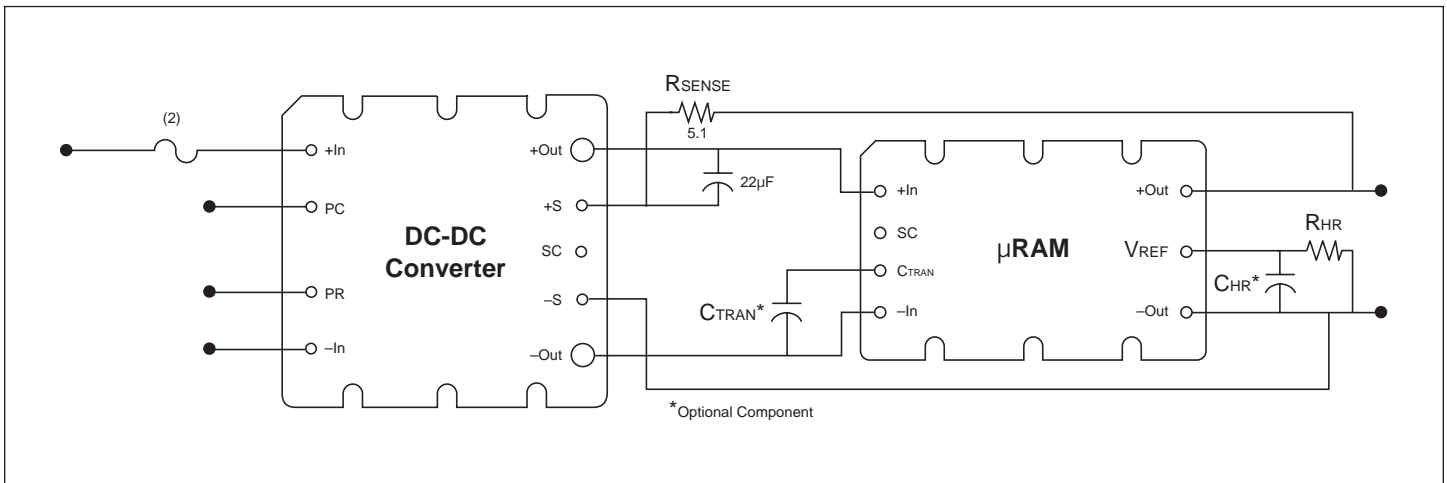 (2)
+In
PC
PR
–In
DC-DC
Converter
+Out
+S
SC
–S
–Out
RSENSE
5.1
22µF
CTRAN*
+In
SC
CTRAN
–In
µRAM
+Out
VREF
–Out
RHR
CHR*
*Optional Component